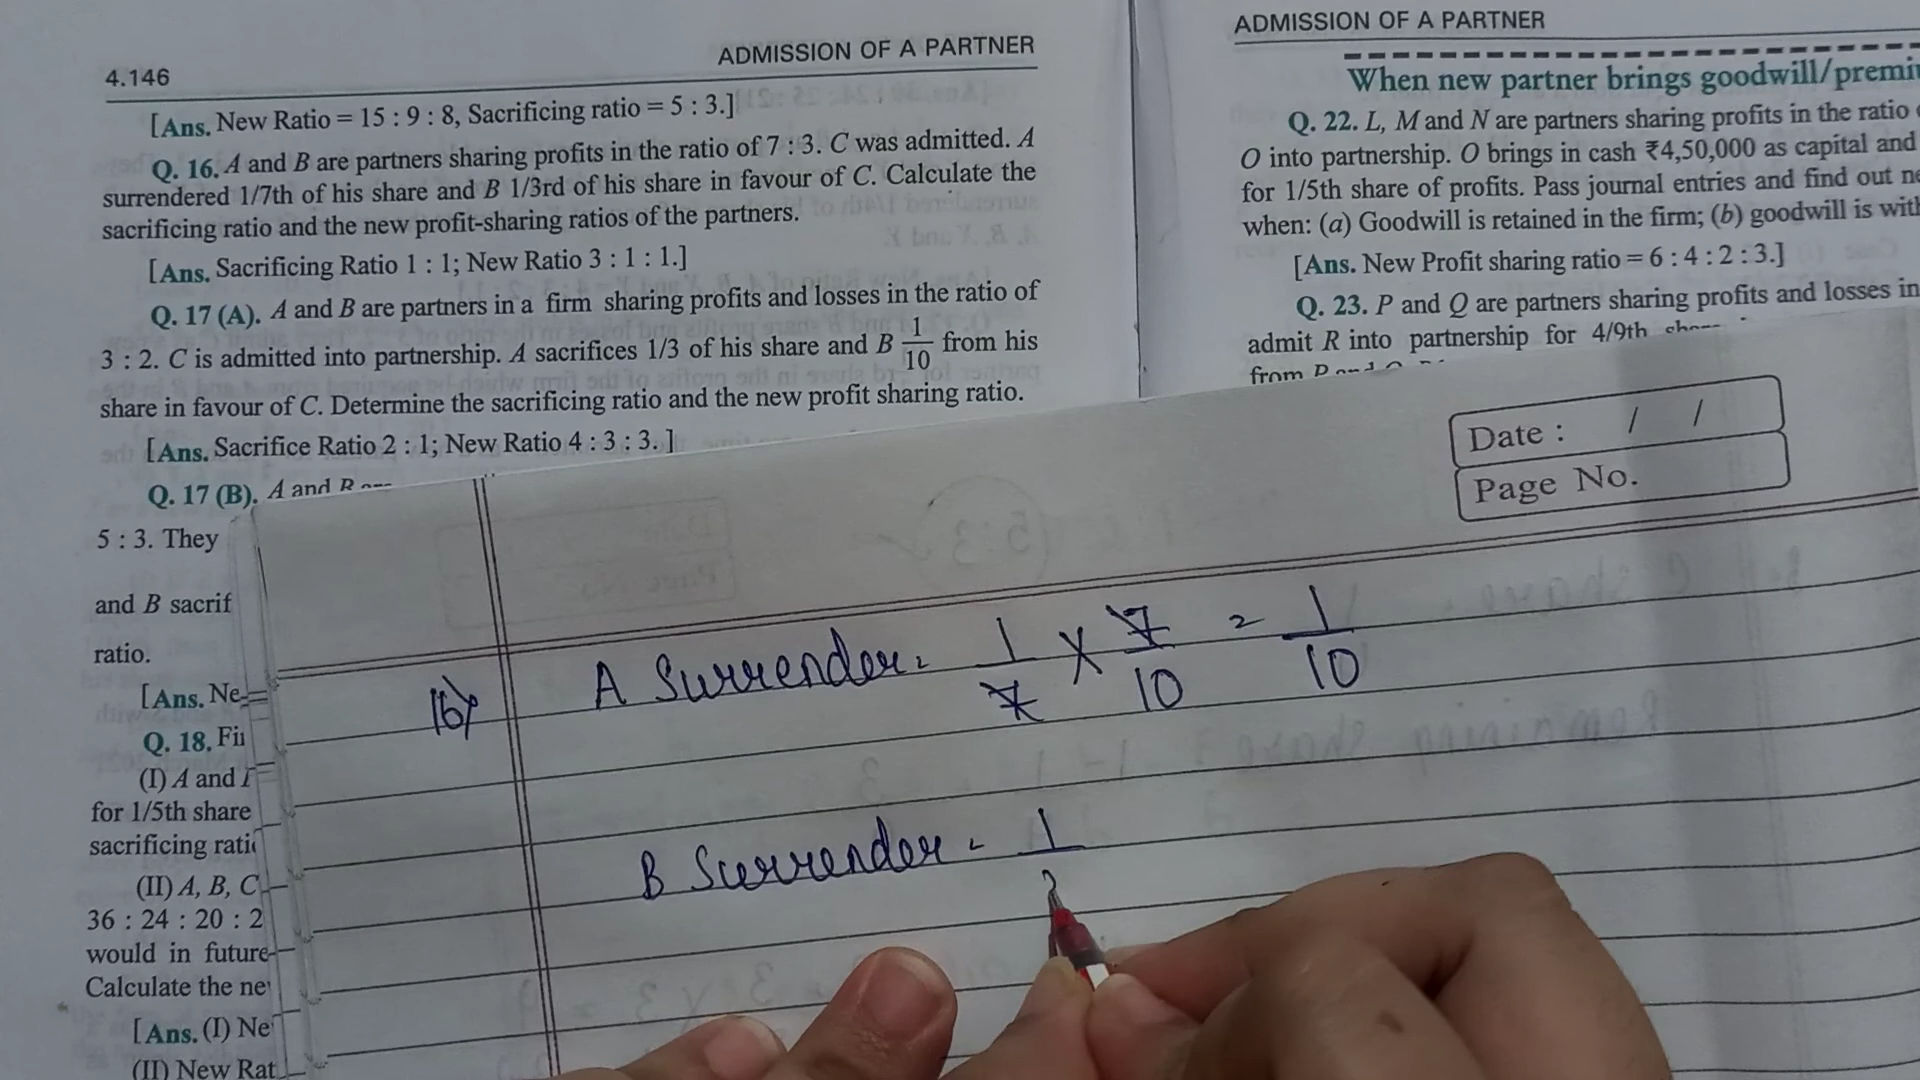 4.146
ADMISSION OF A PARTNER
[Ans. New Ratio = 15 : 9 : 8, Sacrificing ratio = 5 : 3.]
Q. 16. A and B are partners sharing profits in the ratio of 7 : 3. C was admitted. A
surrendered 1/7th of his share and B 1/3rd of his share in favour of C. Calculate the
sacrificing ratio and the new profit-sharing ratios of the partners.
[Ans. Sacrificing Ratio 1 : 1; New Ratio 3 : 1 : 1.]
Q. 17 (A). A and B are partners in a firm sharing profits and losses in the ratio of
3 : 2. C is admitted into partnership. A sacrifices 1/3 of his share and B 1/10 from his
share in favour of C. Determine the sacrificing ratio and the new profit sharing ratio.
[Ans. Sacrifice Ratio 2 : 1; New Ratio 4 : 3 : 3. ]
Q. 17 (B). A and B
5 : 3. They
and B sacrif
ratio.
[Ans. Ne
Q. 18. Fi
(I) A and
for 1/5th share
sacrificing rati
(II) A, B, C
36 : 24 : 20 : 2
would in future
Calculate the ne
[Ans. (I) Ne
(II) New Rat
ADMISSION OF A PARTNER
When new partner brings goodwill/premi
Q. 22. L, M and N are partners sharing profits in the ratio
O into partnership. O brings in cash ₹4,50,000 as capital and
for 1/5th share of profits. Pass journal entries and find out ne
when: (a) Goodwill is retained in the firm; (b) goodwill is with
[Ans. New Profit sharing ratio = 6 : 4 : 2 : 3.]
Q. 23. P and Q are partners sharing profits and losses in
admit R into partnership for 4/9th
from
Date : / /
Page No.
16) A Surrender = 1/7 × 7/10 = 1/10
B Surrender = 1/